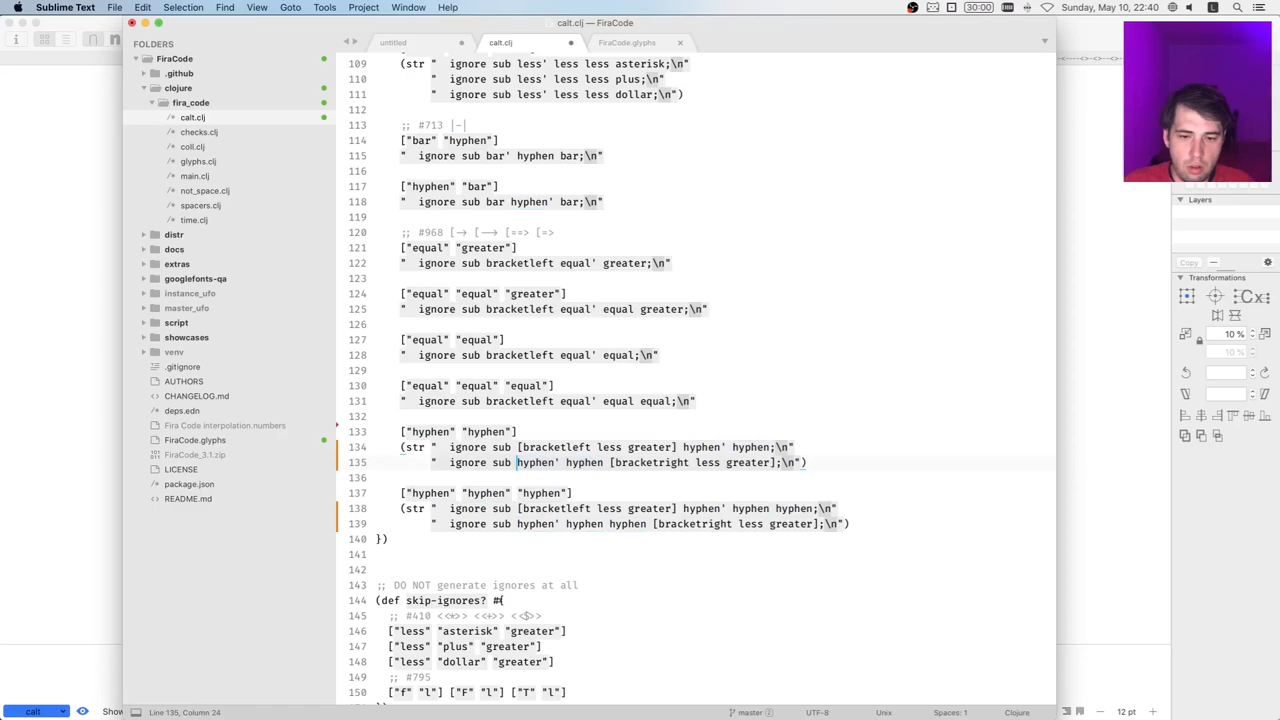 Sublime Text File Edit Selection Find View Goto Tools Project Window Help 30:00 L Sunday, May 10, 22:40
calt.clj — FiraCode
untitled calt.clj FiraCode.glyphs
FOLDERS
FiraCode
.github
clojure
fira_code
calt.clj
checks.clj
coll.clj
glyphs.clj
main.clj
not_space.clj
spacers.clj
time.clj
distr
docs
extras
googlefonts-qa
instance_ufo
master_ufo
script
showcases
venv
.gitignore
AUTHORS
CHANGELOG.md
deps.edn
Fira Code interpolation.numbers
FiraCode.glyphs
FiraCode_3.1.zip
LICENSE
package.json
README.md
109 (str "  ignore sub less' less less asterisk;\n"
110 "  ignore sub less' less less plus;\n"
111 "  ignore sub less' less less dollar;\n")
112
113 ;; #713 |-|
114 ["bar" "hyphen"]
115 "  ignore sub bar' hyphen bar;\n"
116
117 ["hyphen" "bar"]
118 "  ignore sub bar hyphen' bar;\n"
119
120 ;; #968 [-> [--> [==> [=>
121 ["equal" "greater"]
122 "  ignore sub bracketleft equal' greater;\n"
123
124 ["equal" "equal" "greater"]
125 "  ignore sub bracketleft equal' equal greater;\n"
126
127 ["equal" "equal"]
128 "  ignore sub bracketleft equal' equal;\n"
129
130 ["equal" "equal" "equal"]
131 "  ignore sub bracketleft equal' equal equal;\n"
132
133 ["hyphen" "hyphen"]
134 (str "  ignore sub [bracketleft less greater] hyphen' hyphen;\n"
135 "  ignore sub hyphen' hyphen [bracketright less greater];\n")
136
137 ["hyphen" "hyphen" "hyphen"]
138 (str "  ignore sub [bracketleft less greater] hyphen' hyphen hyphen;\n"
139 "  ignore sub hyphen' hyphen hyphen [bracketright less greater];\n")
140 })
141
142
143 ;; DO NOT generate ignores at all
144 (def skip-ignores? #{
145 ;; #410 <<*>> <<+>> <<$>>
146 ["less" "asterisk" "greater"]
147 ["less" "plus" "greater"]
148 ["less" "dollar" "greater"]
149 ;; #795
150 ["f" "l"] ["F" "l"] ["T" "l"]
Layers
Copy
Transformations
Cx
10 %
10 %
calt
Show
Line 135, Column 24 master 2 UTF-8 Unix Spaces: 1 Clojure
12 pt